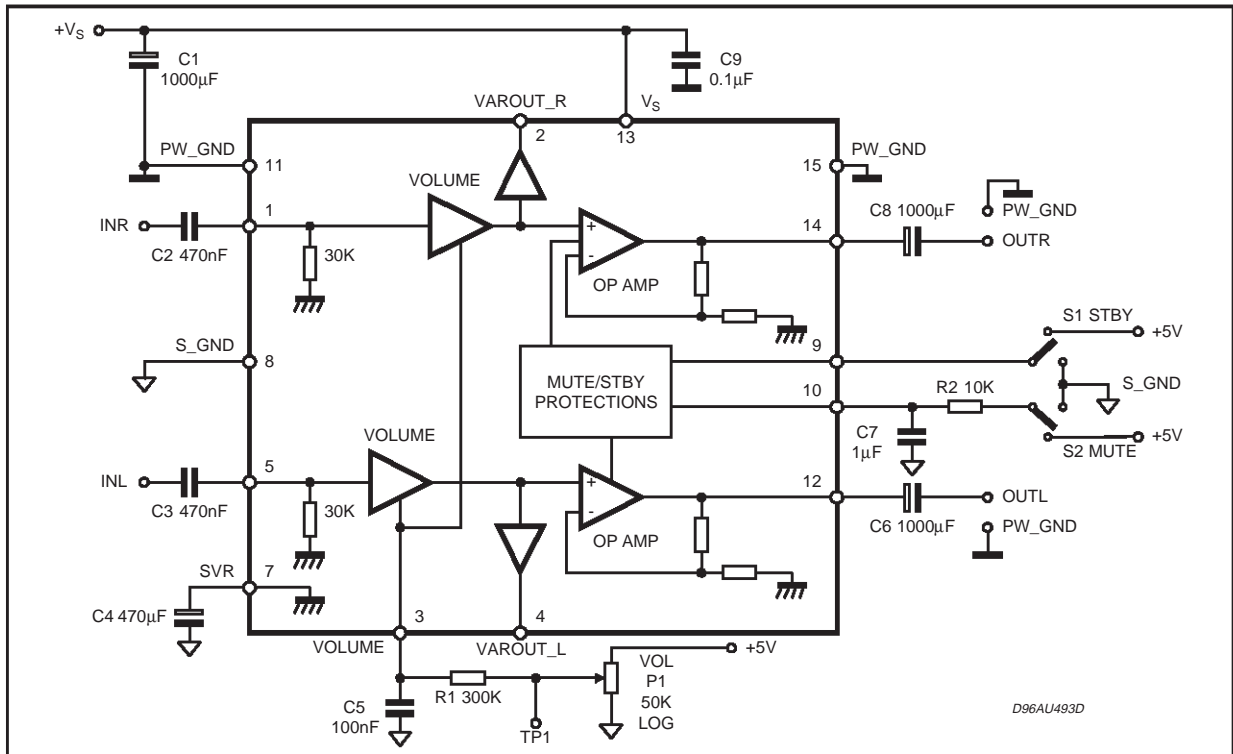 +VS
C1
1000µF
C9
0.1µF
VAROUT_R
VS
2
13
PW_GND
11
15
PW_GND
VOLUME
INR
1
C2 470nF
30K
+
-
OP AMP
14
C8 1000µF
PW_GND
OUTR
S1 STBY
+5V
S_GND
8
9
MUTE/STBY
PROTECTIONS
10
R2 10K
S_GND
C7
1µF
S2 MUTE
+5V
VOLUME
INL
5
C3 470nF
30K
+
-
OP AMP
12
C6 1000µF
OUTL
PW_GND
SVR
7
C4 470µF
3
4
VOLUME
VAROUT_L
+5V
VOL
P1
50K
LOG
R1 300K
C5
100nF
TP1
D96AU493D